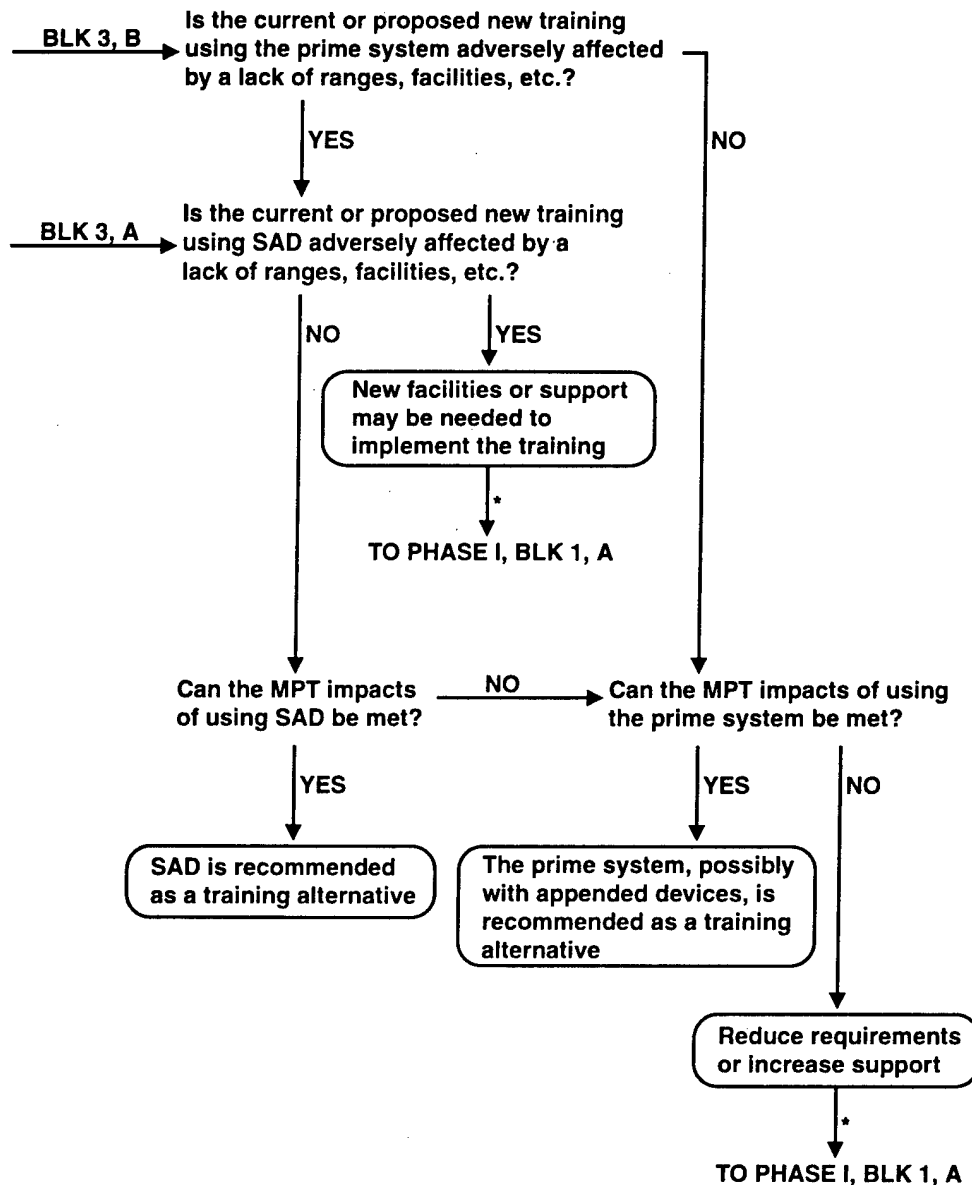 BLK 3, B
Is the current or proposed new training
using the prime system adversely affected
by a lack of ranges, facilities, etc.?
YES
NO
BLK 3, A
Is the current or proposed new training
using SAD adversely affected by a
lack of ranges, facilities, etc.?
NO
YES
New facilities or support
may be needed to
implement the training
*
TO PHASE I, BLK 1, A
Can the MPT impacts
of using SAD be met?
NO
Can the MPT impacts of using
the prime system be met?
YES
YES
NO
SAD is recommended
as a training alternative
The prime system, possibly
with appended devices, is
recommended as a training
alternative
Reduce requirements
or increase support
*
TO PHASE I, BLK 1, A